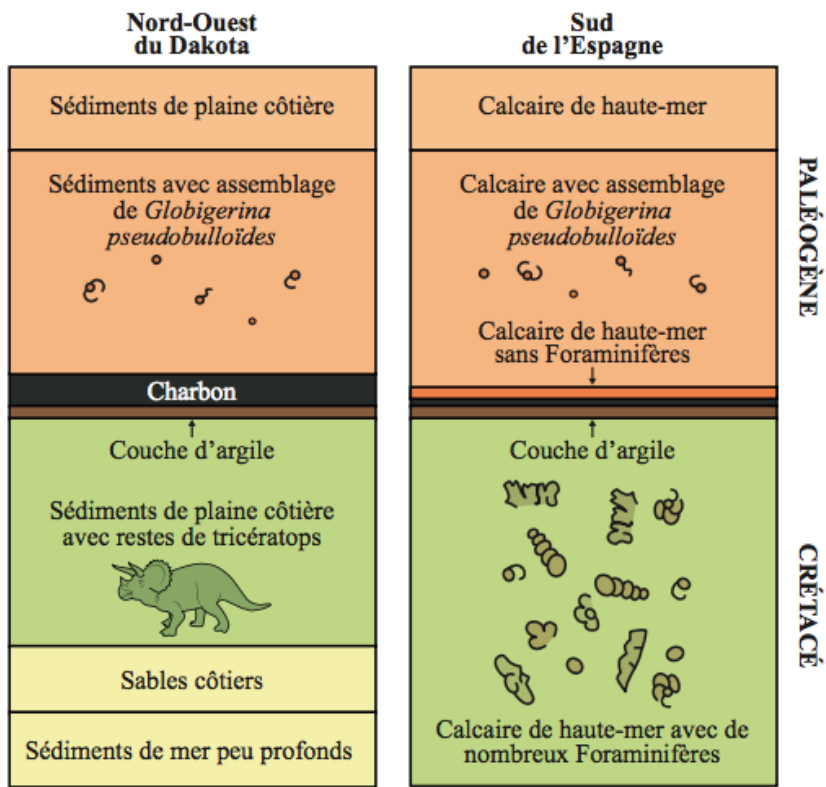 Nord-Ouest
du Dakota
Sédiments de plaine côtière
Sédiments avec assemblage
de Globigerina
pseudobulloïdes
Charbon
Couche d'argile
Sédiments de plaine côtière
avec restes de tricératops
Sables côtiers
Sédiments de mer peu profonds
Sud
de l'Espagne
Calcaire de haute-mer
Calcaire avec assemblage
de Globigerina
pseudobulloïdes
Calcaire de haute-mer
sans Foraminifères
Couche d'argile
Calcaire de haute-mer avec de
nombreux Foraminifères
PALÉOGÈNE
CRÉTACÉ